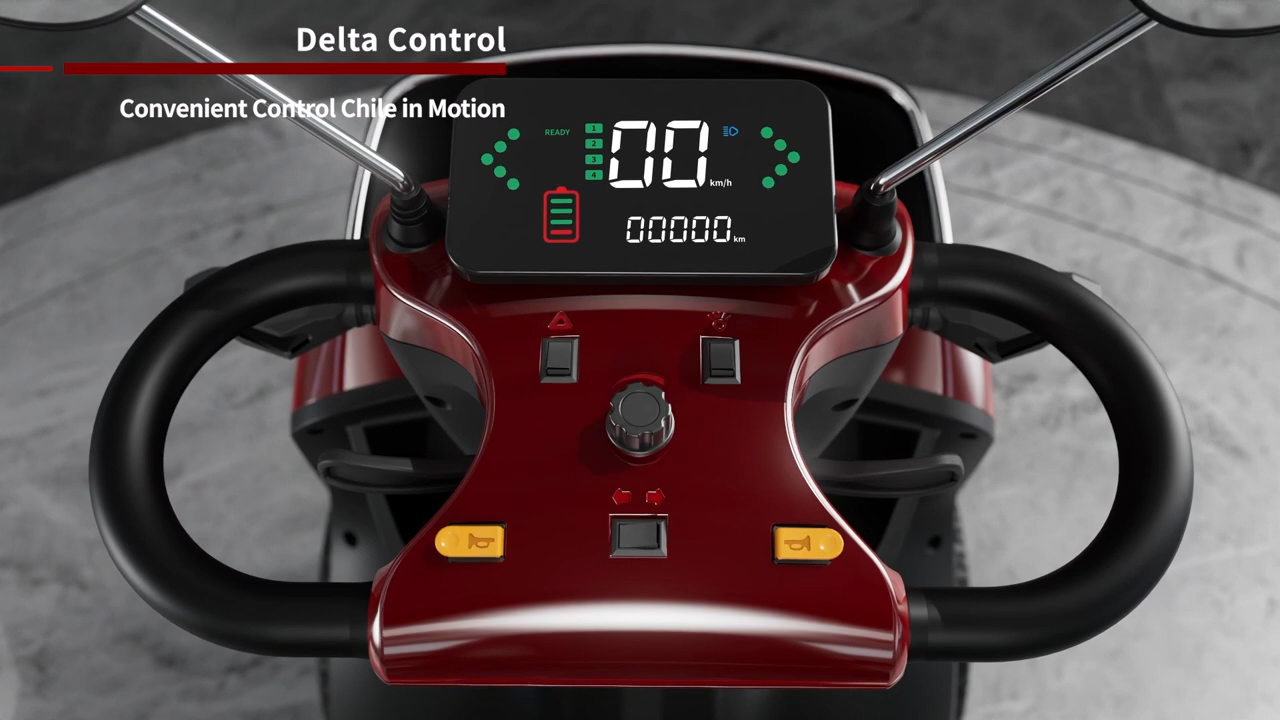 Delta Control
Convenient Control Chile in Motion
READY
1
2
3
4
00 km/h
00000 km